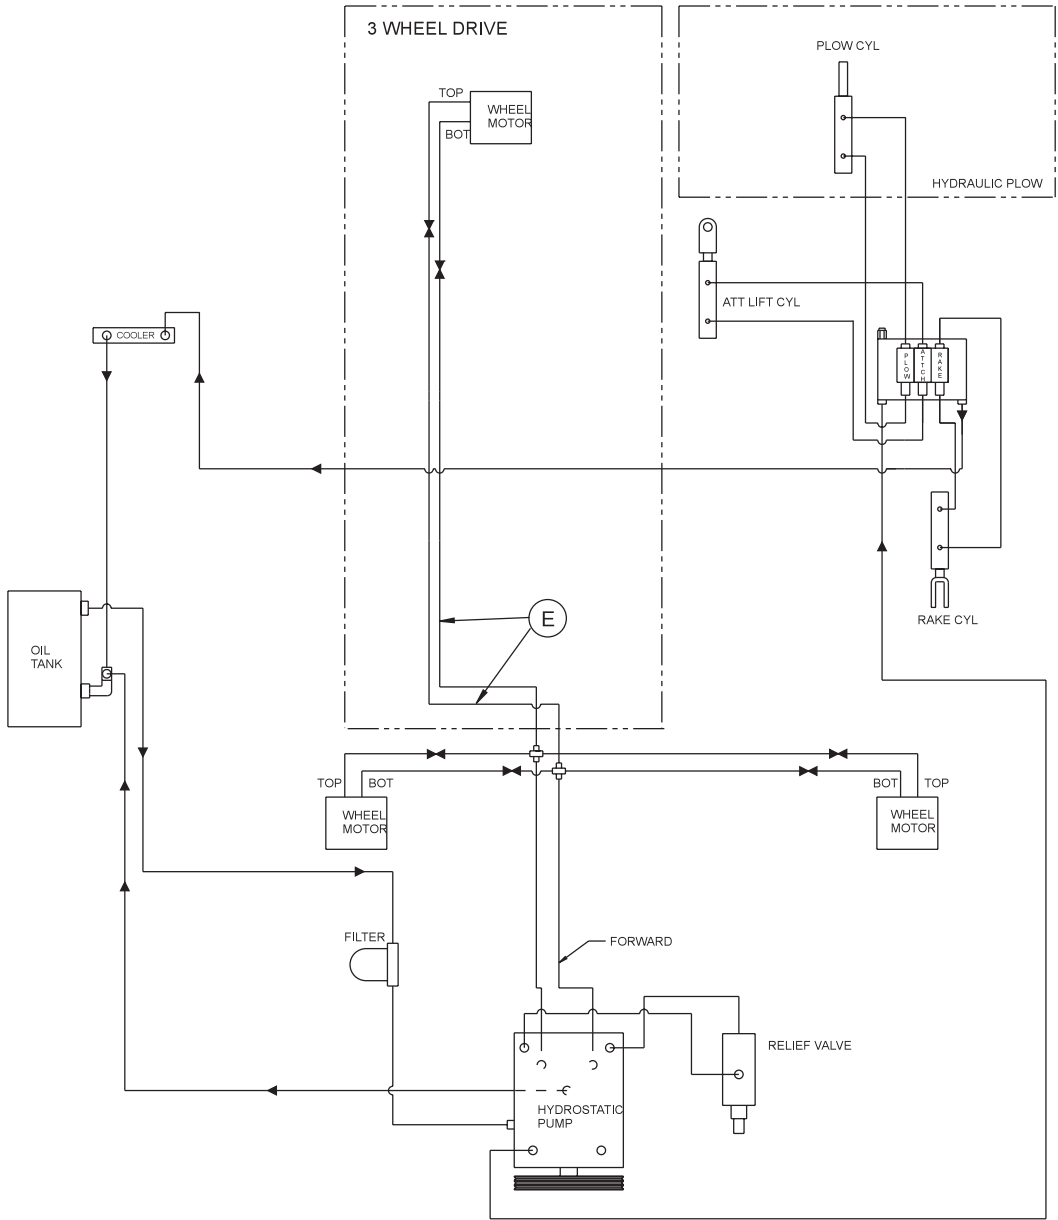 3 WHEEL DRIVE
PLOW CYL
TOP
WHEEL
MOTOR
BOT
HYDRAULIC PLOW
ATT LIFT CYL
COOLER
PLOW
ATTCH
RAKE
E
RAKE CYL
OIL
TANK
TOP
BOT
BOT
TOP
WHEEL
MOTOR
WHEEL
MOTOR
FILTER
FORWARD
RELIEF VALVE
HYDROSTATIC
PUMP